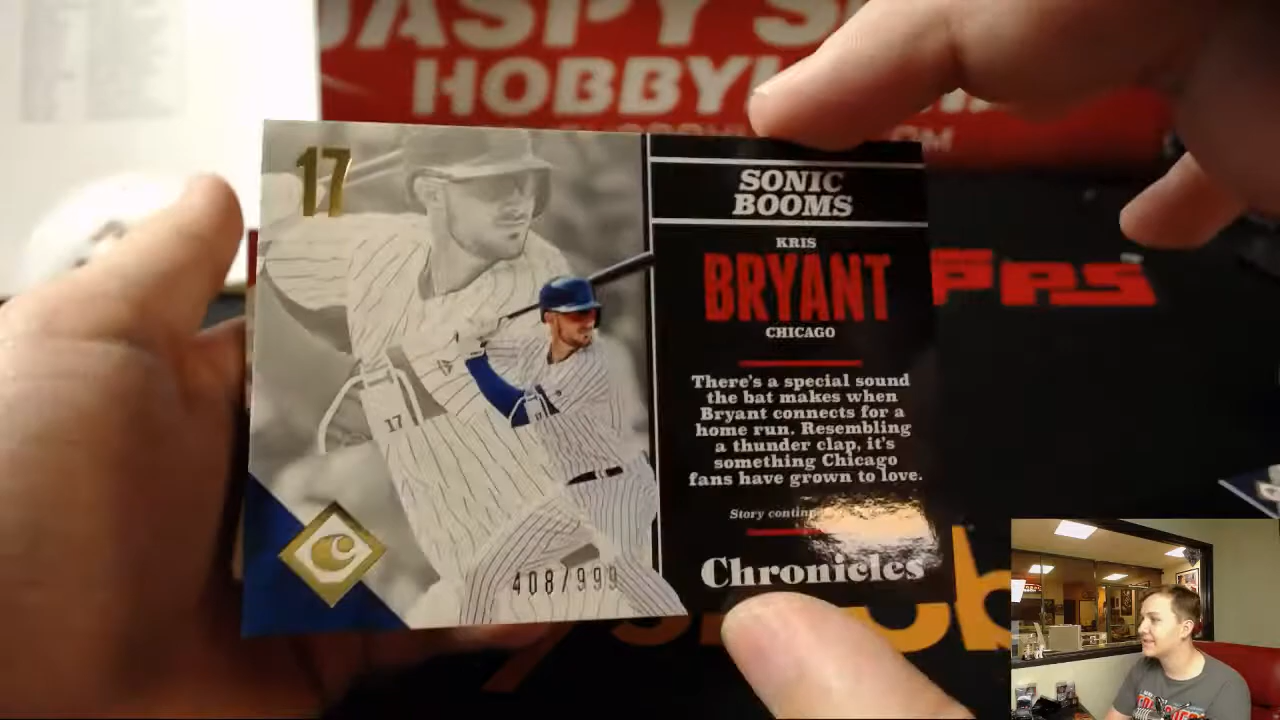 HOBBY
17
SONIC
BOOMS
KRIS
BRYANT
CHICAGO
There's a special sound
the bat makes when
Bryant connects for a
home run. Resembling
a thunder clap, it's
something Chicago
fans have grown to love.
Story
17
C
408/999
Chronicles